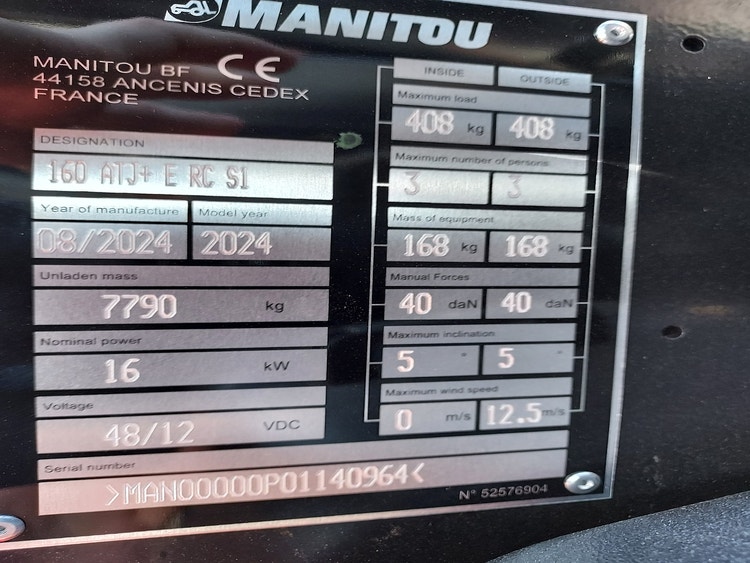 MANITOU
MANITOU BF CE
44158 ANCENIS CEDEX
FRANCE
DESIGNATION
160 ATJ+ E RC S1
Year of manufacture Model year
08/2024 2024
Unladen mass
7790 kg
Nominal power
16 kW
Voltage
48/12 VDC
Serial number
>MAN00000P01140964<
N° 52576904
INSIDE OUTSIDE
Maximum load
408 kg 408 kg
Maximum number of persons
3 3
Mass of equipment
168 kg 168 kg
Manual Forces
40 daN 40 daN
Maximum inclination
5 ° 5 °
Maximum wind speed
0 m/s 12.5 m/s